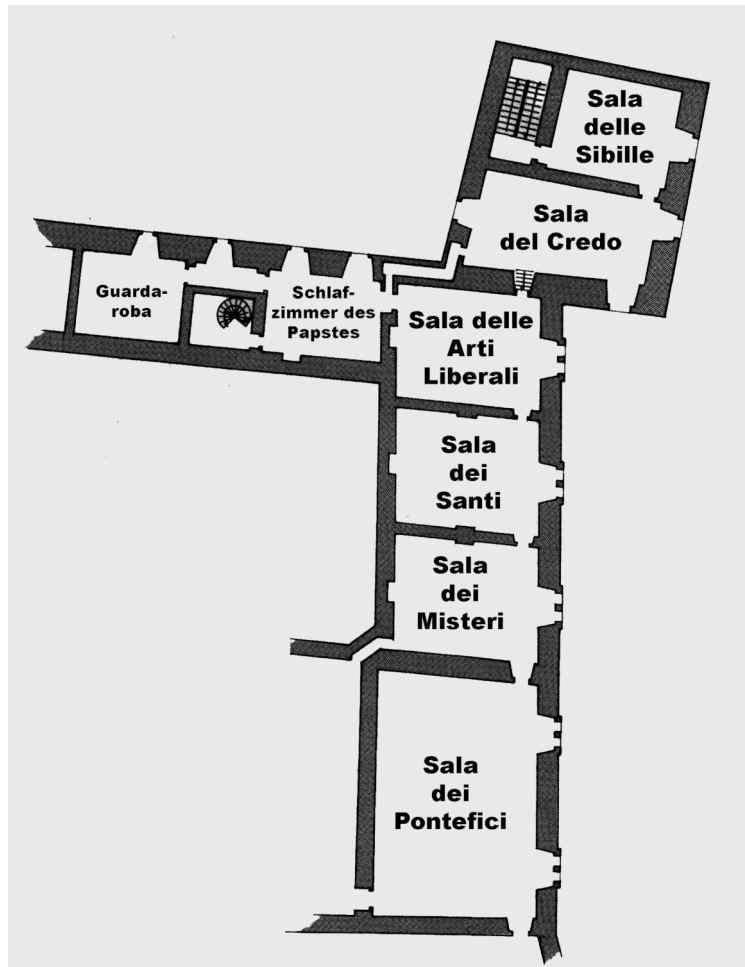 Sala
delle
Sibille
Sala
del Credo
Guarda-
roba
Schlaf-
zimmer des
Papstes
Sala delle
Arti
Liberali
Sala
dei
Santi
Sala
dei
Misteri
Sala
dei
Pontefici